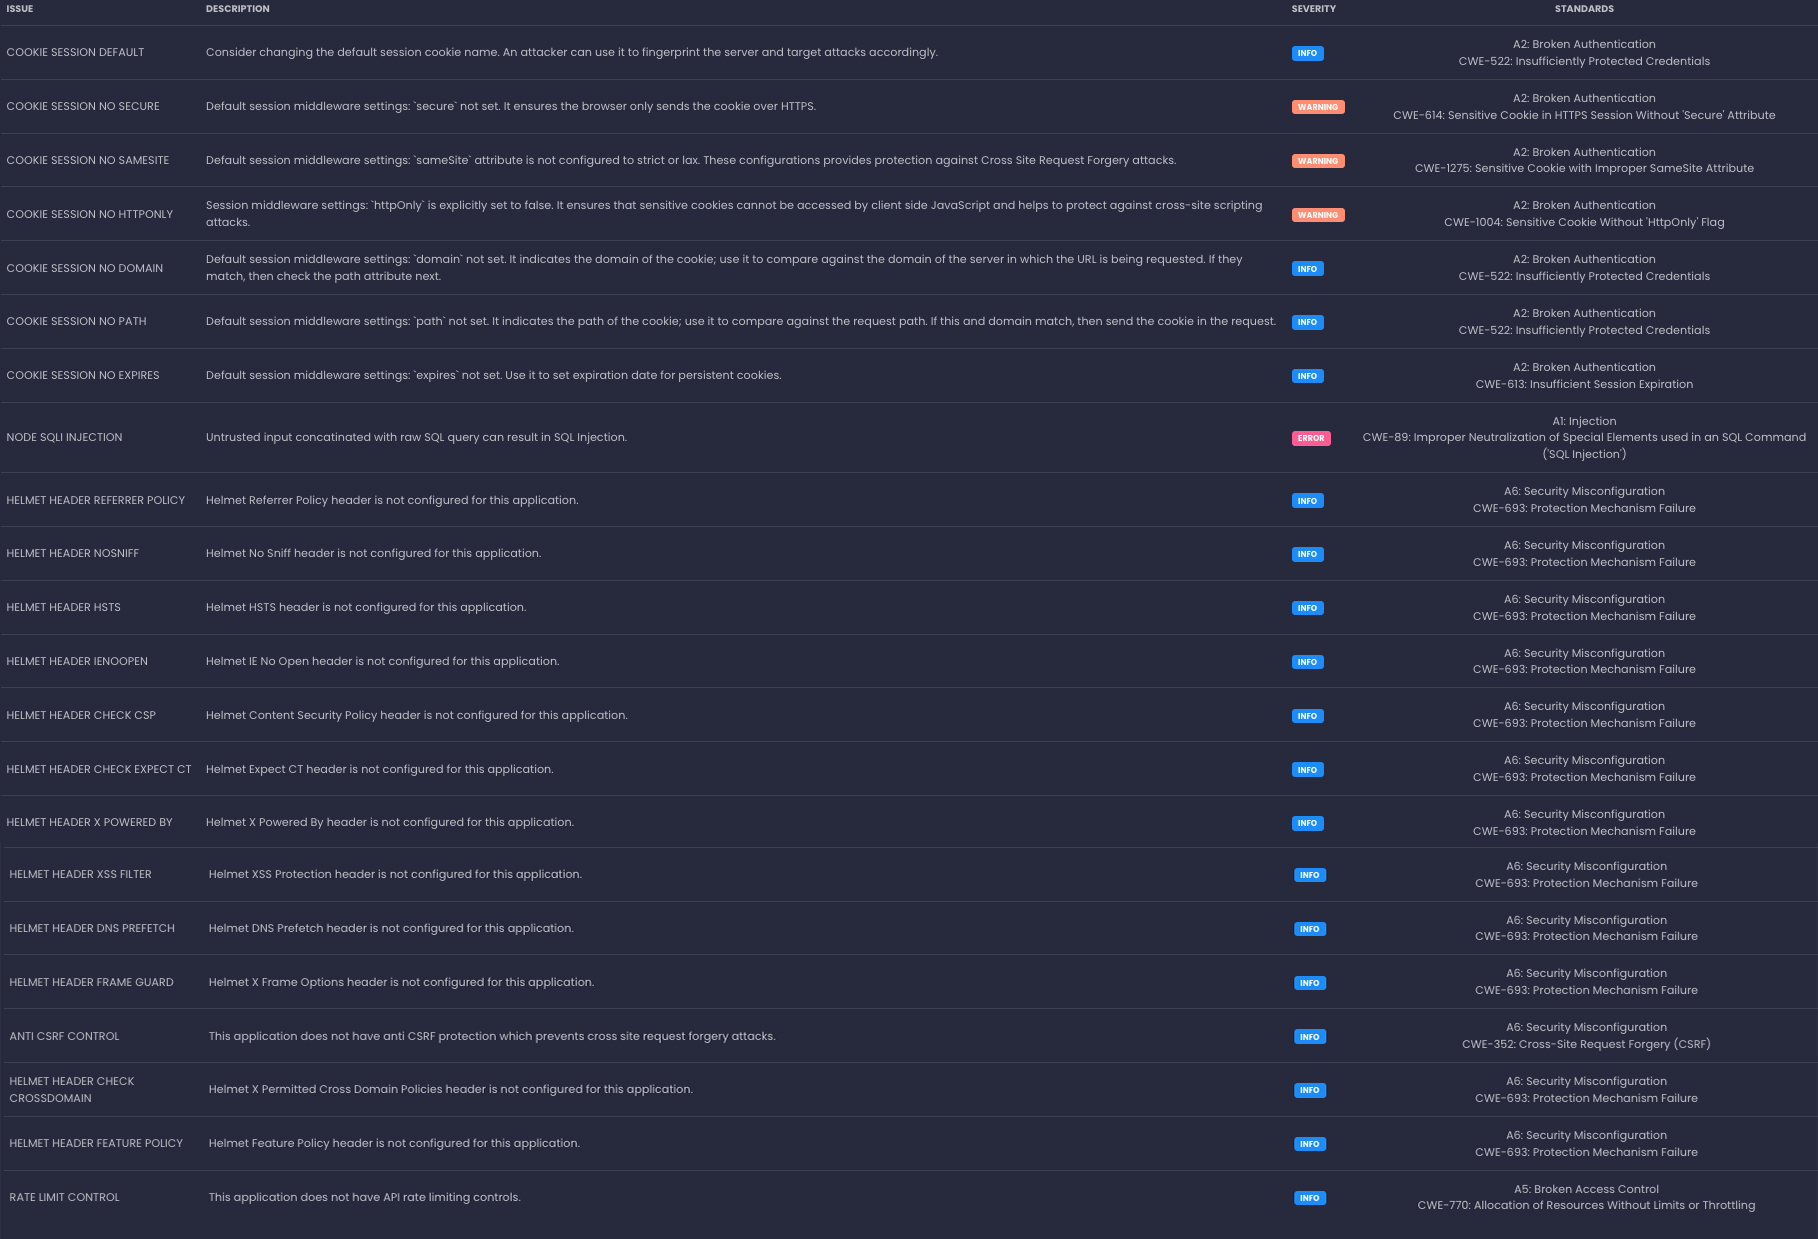 ISSUE DESCRIPTION SEVERITY STANDARDS
COOKIE SESSION DEFAULT Consider changing the default session cookie name. An attacker can use it to fingerprint the server and target attacks accordingly. INFO A2: Broken Authentication
CWE-522: Insufficiently Protected Credentials
COOKIE SESSION NO SECURE Default session middleware settings: `secure` not set. It ensures the browser only sends the cookie over HTTPS. WARNING A2: Broken Authentication
CWE-614: Sensitive Cookie in HTTPS Session Without 'Secure' Attribute
COOKIE SESSION NO SAMESITE Default session middleware settings: `sameSite` attribute is not configured to strict or lax. These configurations provides protection against Cross Site Request Forgery attacks. WARNING A2: Broken Authentication
CWE-1275: Sensitive Cookie with Improper SameSite Attribute
COOKIE SESSION NO HTTPONLY Session middleware settings: `httpOnly` is explicitly set to false. It ensures that sensitive cookies cannot be accessed by client side JavaScript and helps to protect against cross-site scripting
attacks. WARNING A2: Broken Authentication
CWE-1004: Sensitive Cookie Without 'HttpOnly' Flag
COOKIE SESSION NO DOMAIN Default session middleware settings: `domain` not set. It indicates the domain of the cookie; use it to compare against the domain of the server in which the URL is being requested. If they
match, then check the path attribute next. INFO A2: Broken Authentication
CWE-522: Insufficiently Protected Credentials
COOKIE SESSION NO PATH Default session middleware settings: `path` not set. It indicates the path of the cookie; use it to compare against the request path. If this and domain match, then send the cookie in the request. INFO A2: Broken Authentication
CWE-522: Insufficiently Protected Credentials
COOKIE SESSION NO EXPIRES Default session middleware settings: `expires` not set. Use it to set expiration date for persistent cookies. INFO A2: Broken Authentication
CWE-613: Insufficient Session Expiration
NODE SQLI INJECTION Untrusted input concatinated with raw SQL query can result in SQL Injection. ERROR A1: Injection
CWE-89: Improper Neutralization of Special Elements used in an SQL Command
('SQL Injection')
HELMET HEADER REFERRER POLICY Helmet Referrer Policy header is not configured for this application. INFO A6: Security Misconfiguration
CWE-693: Protection Mechanism Failure
HELMET HEADER NOSNIFF Helmet No Sniff header is not configured for this application. INFO A6: Security Misconfiguration
CWE-693: Protection Mechanism Failure
HELMET HEADER HSTS Helmet HSTS header is not configured for this application. INFO A6: Security Misconfiguration
CWE-693: Protection Mechanism Failure
HELMET HEADER IENOOPEN Helmet IE No Open header is not configured for this application. INFO A6: Security Misconfiguration
CWE-693: Protection Mechanism Failure
HELMET HEADER CHECK CSP Helmet Content Security Policy header is not configured for this application. INFO A6: Security Misconfiguration
CWE-693: Protection Mechanism Failure
HELMET HEADER CHECK EXPECT CT Helmet Expect CT header is not configured for this application. INFO A6: Security Misconfiguration
CWE-693: Protection Mechanism Failure
HELMET HEADER X POWERED BY Helmet X Powered By header is not configured for this application. INFO A6: Security Misconfiguration
CWE-693: Protection Mechanism Failure
HELMET HEADER XSS FILTER Helmet XSS Protection header is not configured for this application. INFO A6: Security Misconfiguration
CWE-693: Protection Mechanism Failure
HELMET HEADER DNS PREFETCH Helmet DNS Prefetch header is not configured for this application. INFO A6: Security Misconfiguration
CWE-693: Protection Mechanism Failure
HELMET HEADER FRAME GUARD Helmet X Frame Options header is not configured for this application. INFO A6: Security Misconfiguration
CWE-693: Protection Mechanism Failure
ANTI CSRF CONTROL This application does not have anti CSRF protection which prevents cross site request forgery attacks. INFO A6: Security Misconfiguration
CWE-352: Cross-Site Request Forgery (CSRF)
HELMET HEADER CHECK
CROSSDOMAIN Helmet X Permitted Cross Domain Policies header is not configured for this application. INFO A6: Security Misconfiguration
CWE-693: Protection Mechanism Failure
HELMET HEADER FEATURE POLICY Helmet Feature Policy header is not configured for this application. INFO A6: Security Misconfiguration
CWE-693: Protection Mechanism Failure
RATE LIMIT CONTROL This application does not have API rate limiting controls. INFO A5: Broken Access Control
CWE-770: Allocation of Resources Without Limits or Throttling